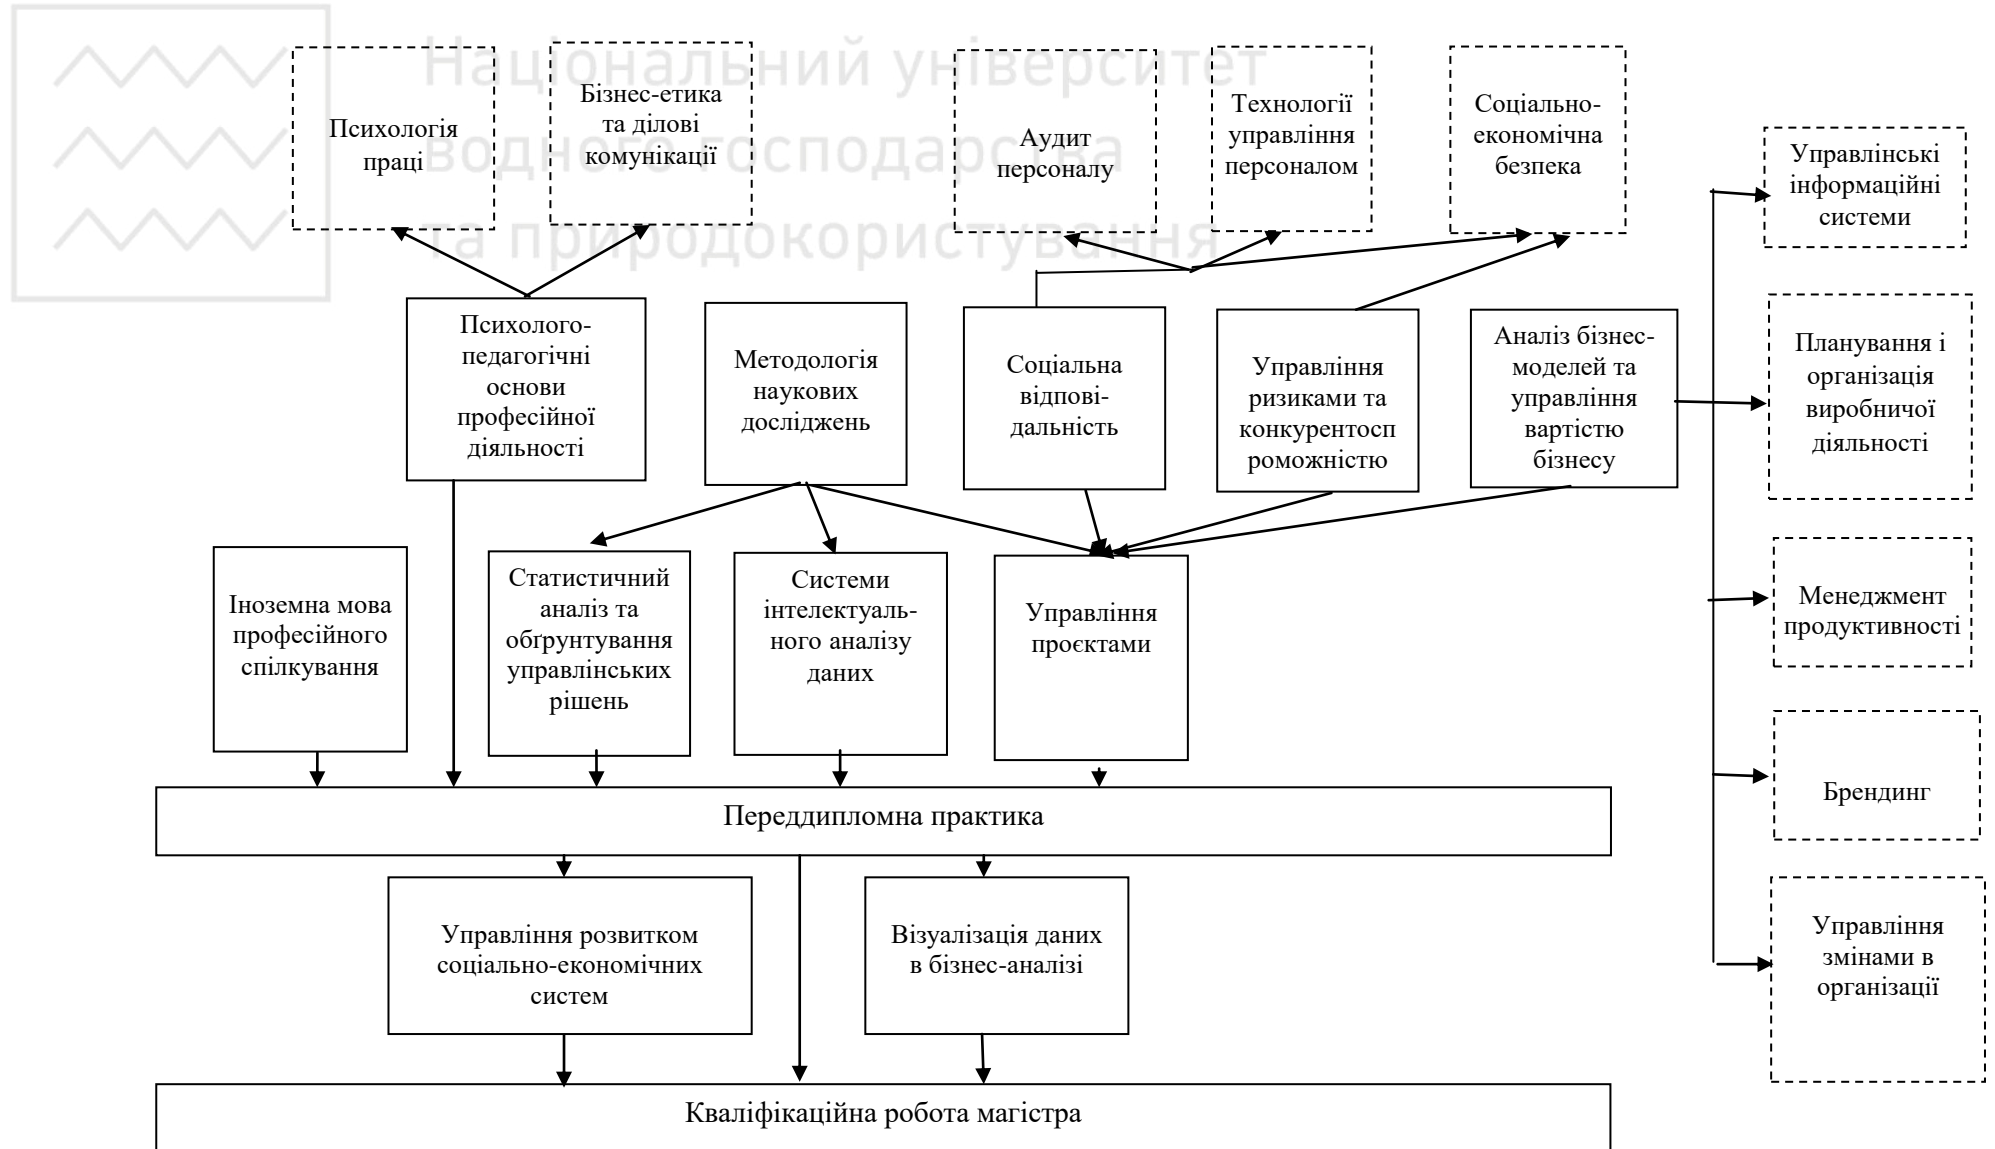 Національний університет
водного господарства
та природокористування
Психологія
праці
Бізнес-етика
та ділові
комунікації
Аудит
персоналу
Технології
управління
персоналом
Соціально-
економічна
безпека
Управлінські
інформаційні
системи
Психолого-
педагогічні
основи
професійної
діяльності
Методологія
наукових
досліджень
Соціальна
відпові-
дальність
Управління
ризиками та
конкурентосп
роможністю
Аналіз бізнес-
моделей та
управління
вартістю
бізнесу
Планування і
організація
виробничої
діяльності
Іноземна мова
професійного
спілкування
Статистичний
аналіз та
обґрунтування
управлінських
рішень
Системи
інтелектуаль-
ного аналізу
даних
Управління
проєктами
Менеджмент
продуктивності
Переддипломна практика
Брендинг
Управління розвитком
соціально-економічних
систем
Візуалізація даних
в бізнес-аналізі
Управління
змінами в
організації
Кваліфікаційна робота магістра